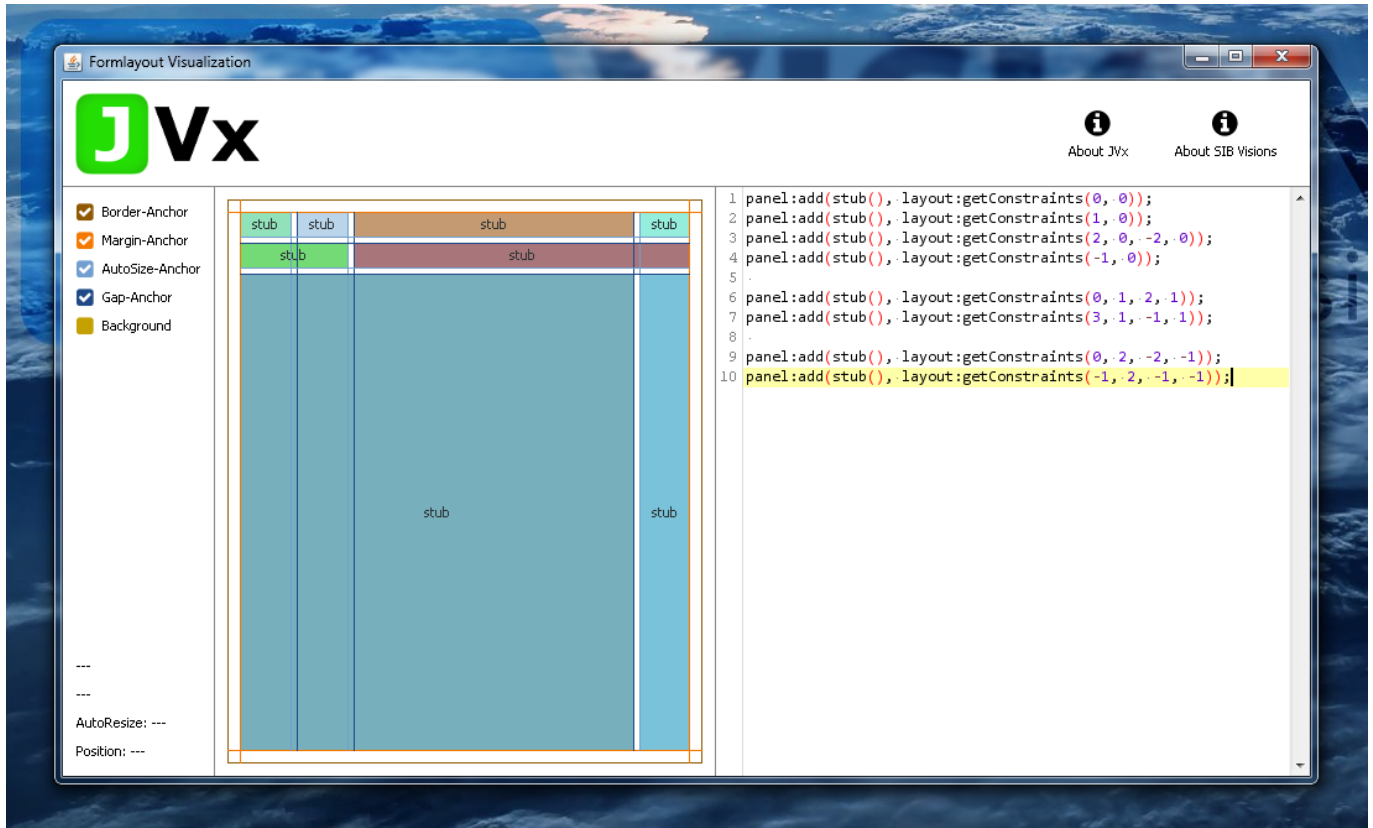 Formlayout Visualization
JVx
About JVx
About SIB Visions
Border-Anchor
Margin-Anchor
AutoSize-Anchor
Gap-Anchor
Background
---
---
AutoResize: ---
Position: ---
stub stub stub stub
stub stub
stub stub
1 panel:add(stub(), layout:getConstraints(0, 0));
2 panel:add(stub(), layout:getConstraints(1, 0));
3 panel:add(stub(), layout:getConstraints(2, 0, -2, 0));
4 panel:add(stub(), layout:getConstraints(-1, 0));
5
6 panel:add(stub(), layout:getConstraints(0, 1, 2, 1));
7 panel:add(stub(), layout:getConstraints(3, 1, -1, 1));
8
9 panel:add(stub(), layout:getConstraints(0, 2, -2, -1));
10 panel:add(stub(), layout:getConstraints(-1, 2, -1, -1));